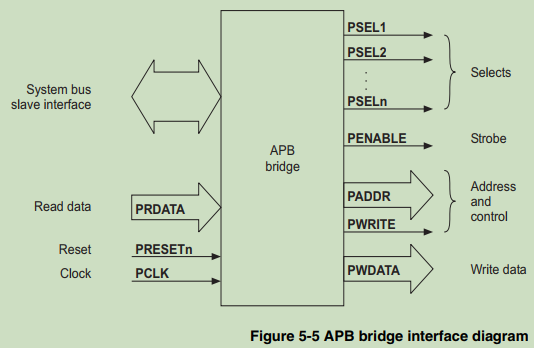 System bus
slave interface
Read data
PRDATA
Reset
PRESETn
Clock
PCLK
APB
bridge
PSEL1
PSEL2
PSELn
Selects
PENABLE
Strobe
PADDR
PWRITE
Address
and
control
PWDATA
Write data
Figure 5-5 APB bridge interface diagram